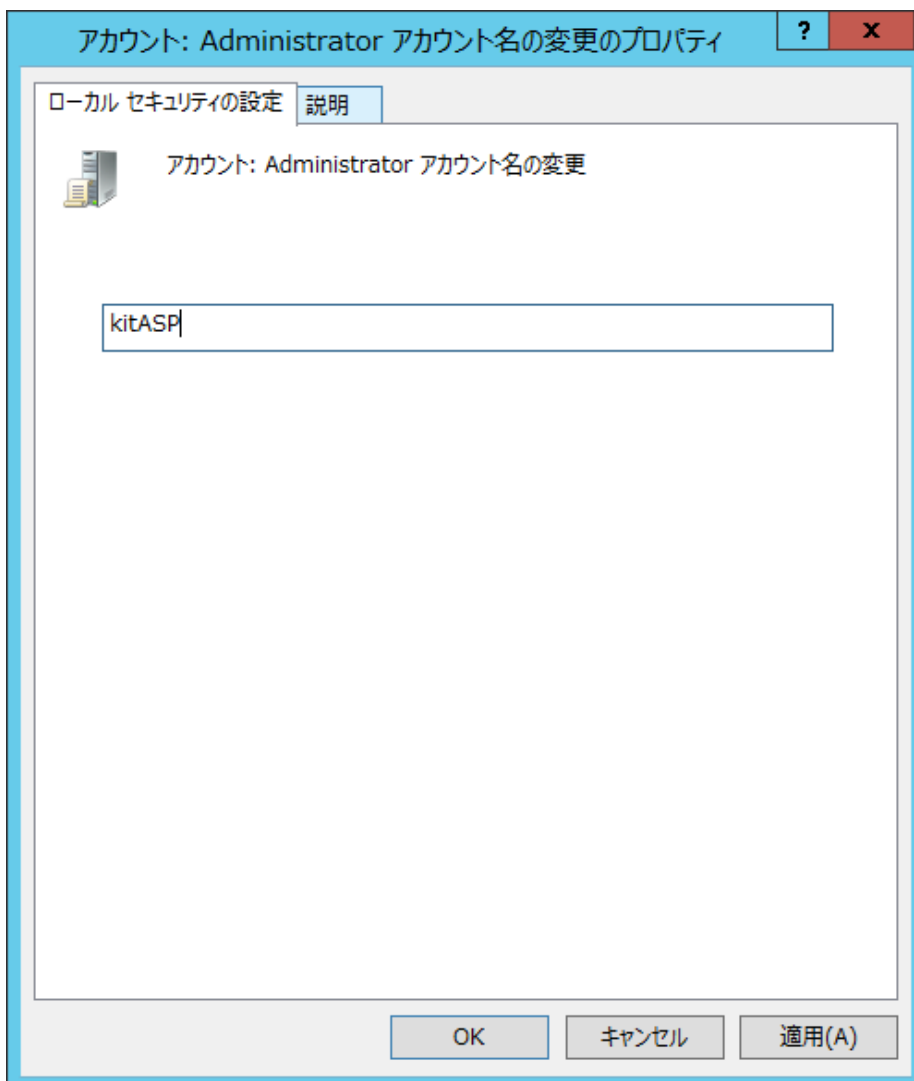 アカウント: Administrator アカウント名の変更のプロパティ
?
x
ローカル セキュリティの設定
説明
アカウント: Administrator アカウント名の変更
kitASP
OK
キャンセル
適用(A)